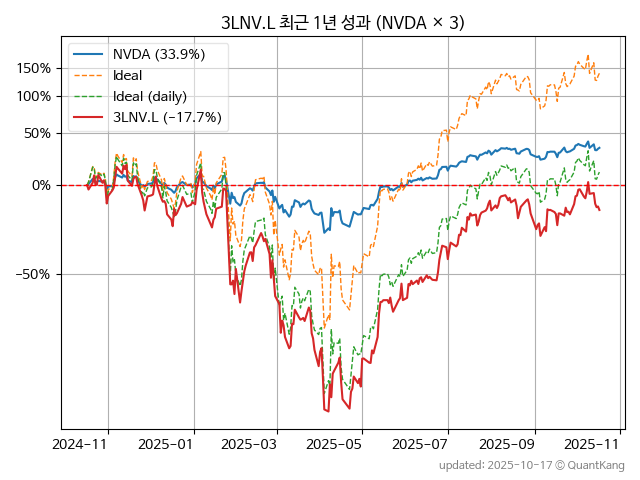 3LNV.L 최근 1년 성과 (NVDA × 3)
NVDA (33.9%)
Ideal
Ideal (daily)
3LNV.L (−17.7%)
150%
100%
50%
0%
−50%
2024-11
2025-01
2025-03
2025-05
2025-07
2025-09
2025-11
updated: 2025-10-17 © QuantKang